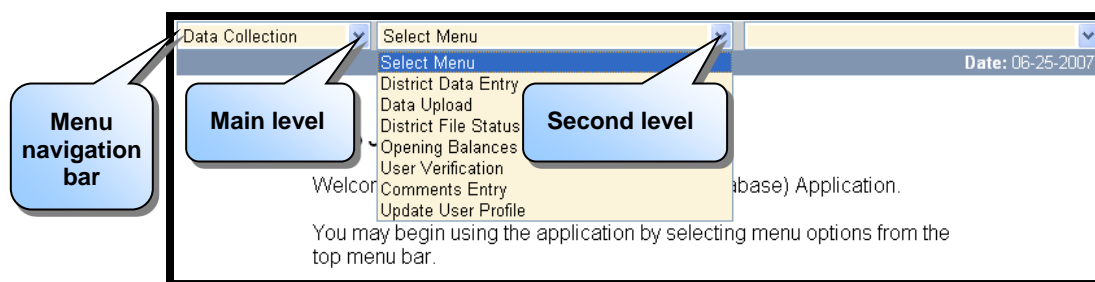 Data Collection
Select Menu
Select Menu
Date: 06-25-2007
District Data Entry
Data Upload
District File Status
Opening Balances
User Verification
Comments Entry
Update User Profile
Menu
navigation
bar
Main level
Second level
Welcom
base) Application.
You may begin using the application by selecting menu options from the
top menu bar.